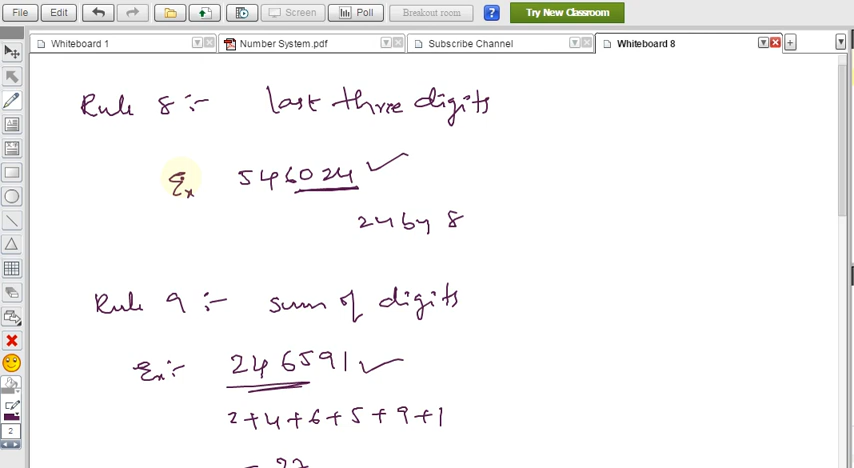 File Edit Screen Poll Breakout room ? Try New Classroom
Whiteboard 1 Number System.pdf Subscribe Channel Whiteboard 8
Rule 8 :- last three digits
Ex 546024 ✓
24 by 8
Rule 9 :- sum of digits
Ex :- 246591 ✓
2+4+6+5+9+1
= 27
2